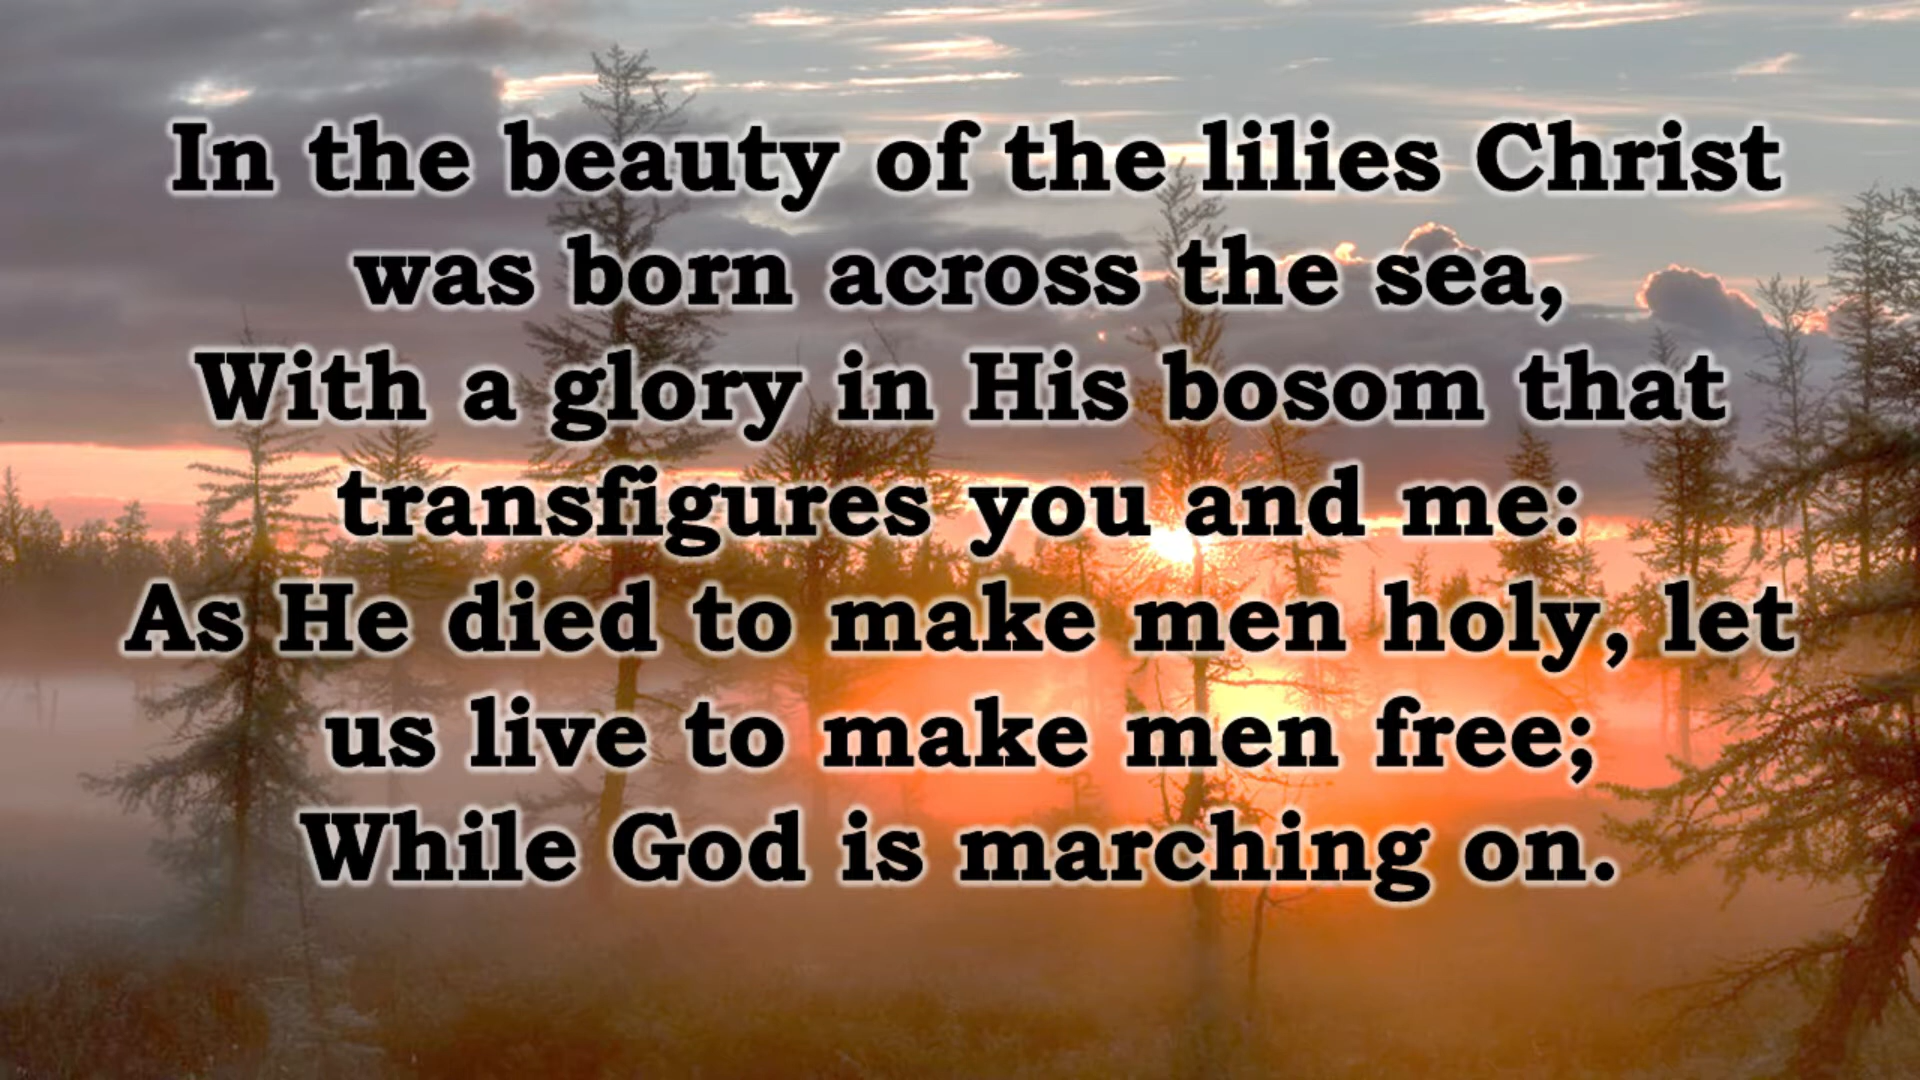 In the beauty of the lilies Christ
was born across the sea,
With a glory in His bosom that
transfigures you and me:
As He died to make men holy, let
us live to make men free;
While God is marching on.